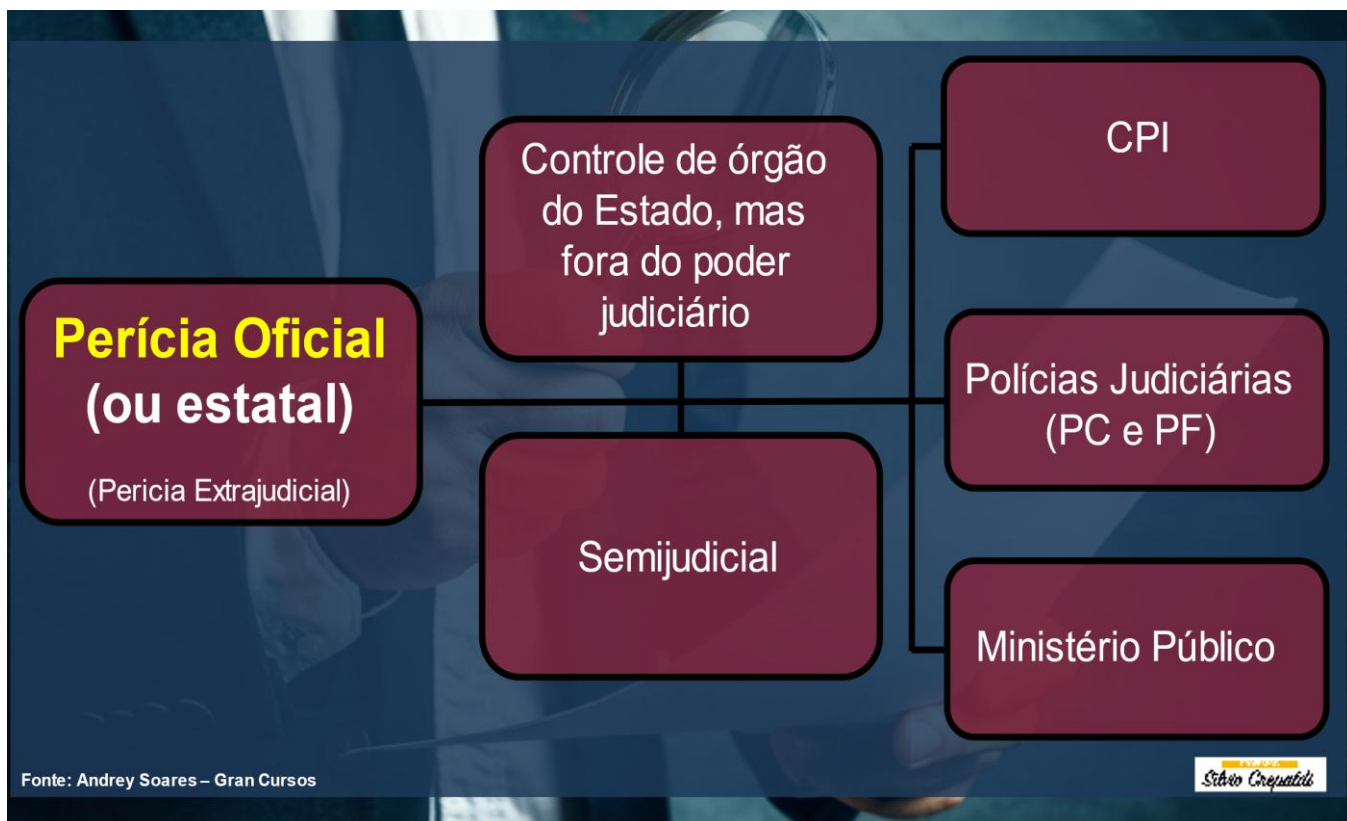 Perícia Oficial
(ou estatal)
(Pericia Extrajudicial)
Controle de órgão
do Estado, mas
fora do poder
judiciário
Semijudicial
CPI
Polícias Judiciárias
(PC e PF)
Ministério Público
Fonte: Andrey Soares – Gran Cursos
Silvio Crepaldi